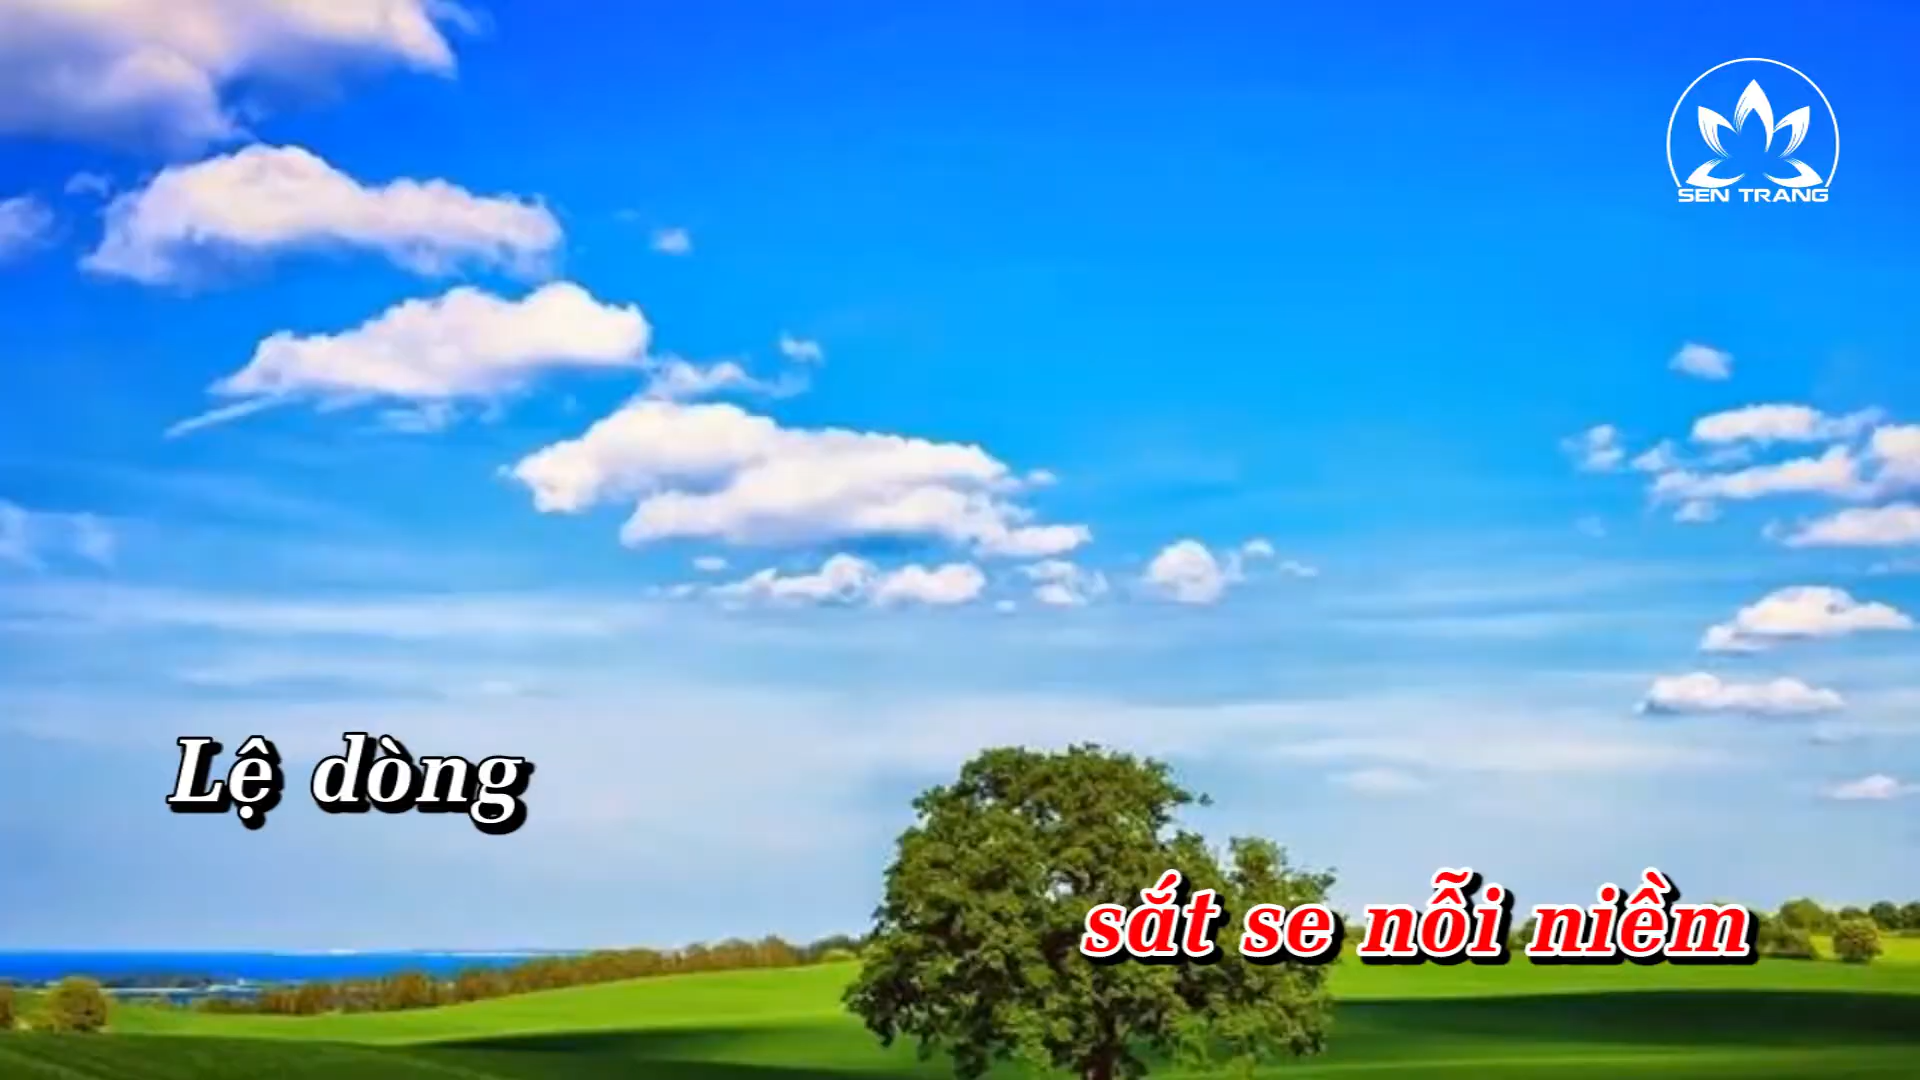 SEN TRANG
Lệ dòng
sắt se nỗi niềm